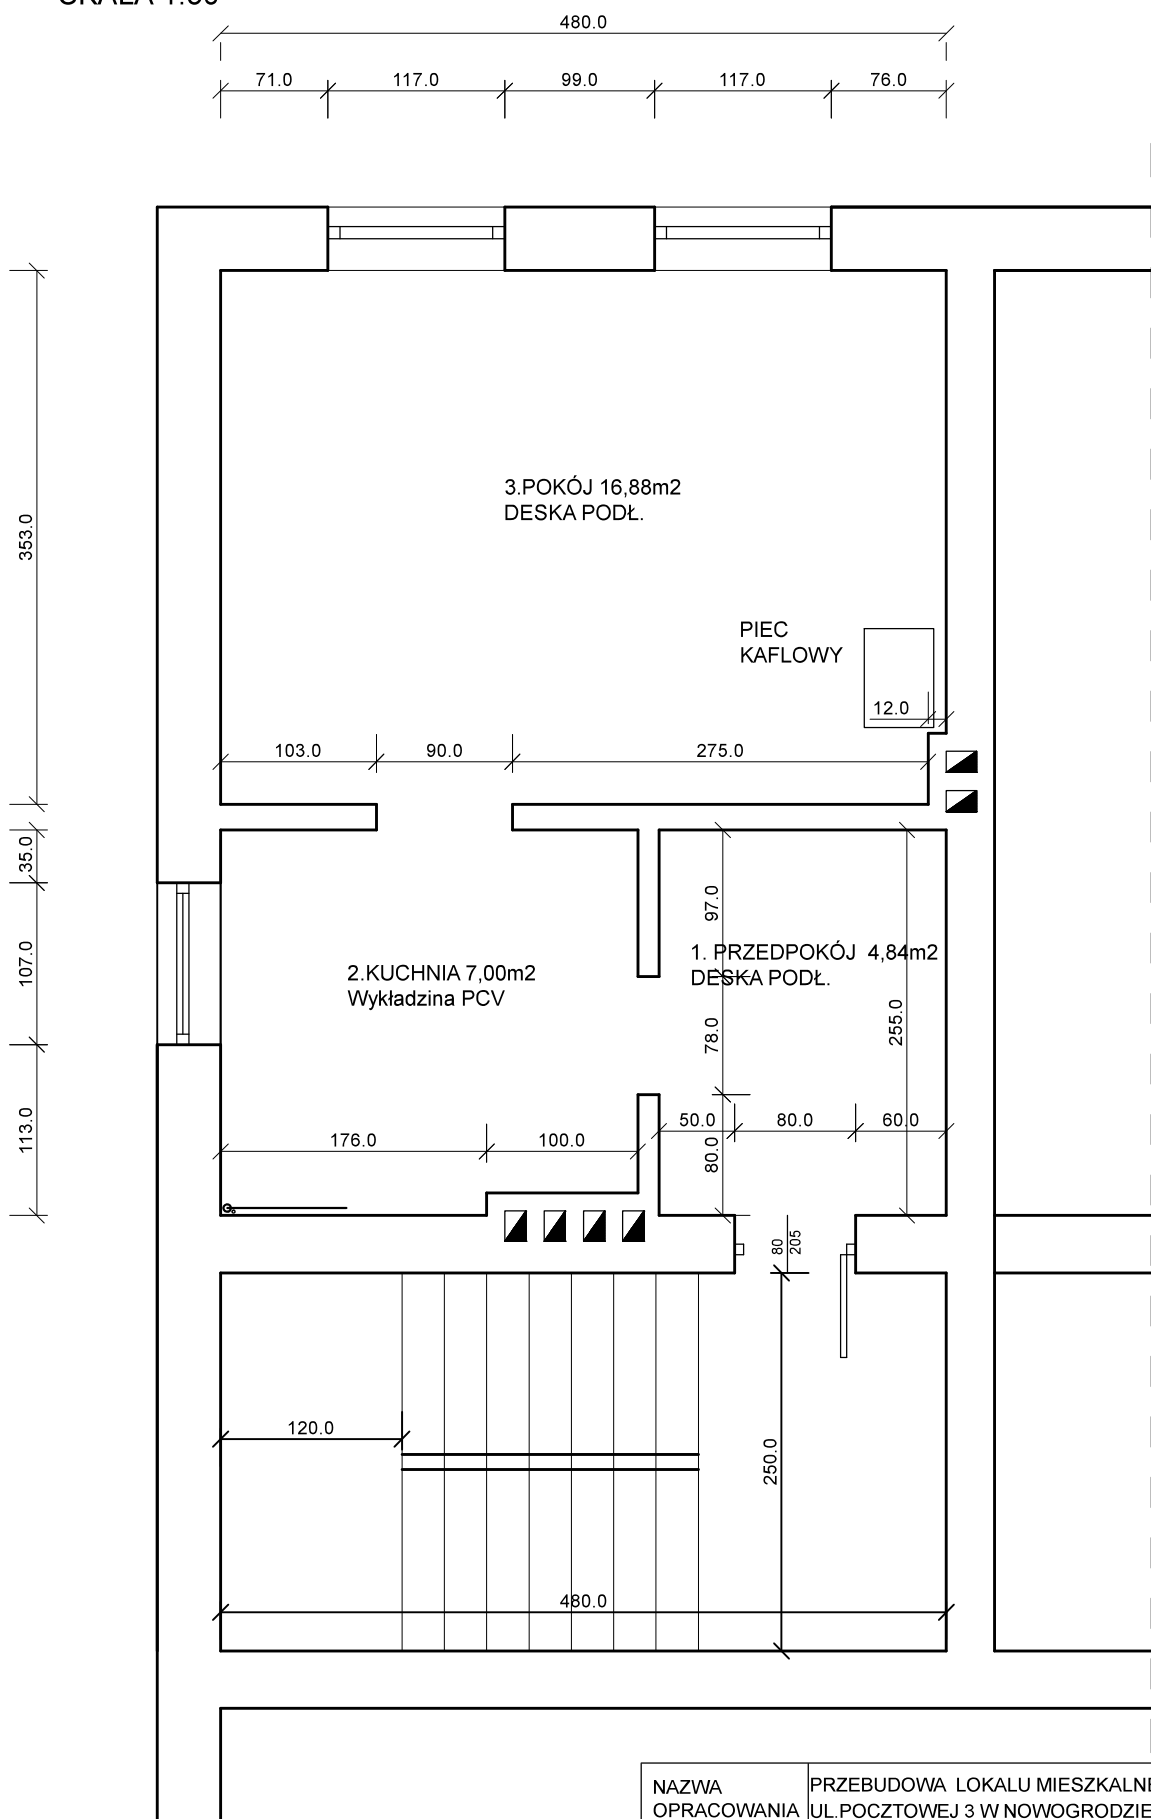 480.0
71.0 117.0 99.0 117.0 76.0
353.0
3.POKÓJ 16,88m2
DESKA PODŁ.
PIEC
KAFLOWY
12.0
103.0 90.0 275.0
35.0
97.0
107.0
1. PRZEDPOKÓJ 4,84m2
DESKA PODŁ.
2.KUCHNIA 7,00m2
Wykładzina PCV
78.0
255.0
113.0
50.0 80.0 60.0
176.0 100.0
80.0
80
205
120.0
250.0
480.0
NAZWA
OPRACOWANIA
PRZEBUDOWA LOKALU MIESZKALNE
UL.POCZTOWEJ 3 W NOWOGRODZIE